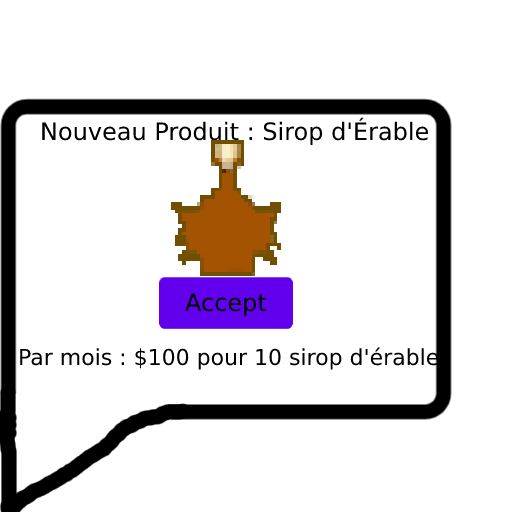 Nouveau Produit : Sirop d'Érable
Accept
Par mois : $100 pour 10 sirop d'érable